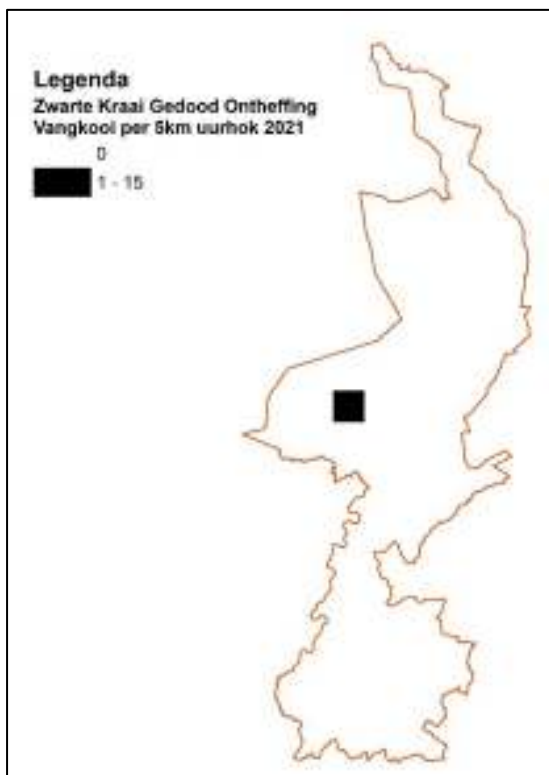 Legenda
Zwarte Kraai Gedood Ontheffing
Vangkooi per 5km uurhok 2021
0
1 - 15